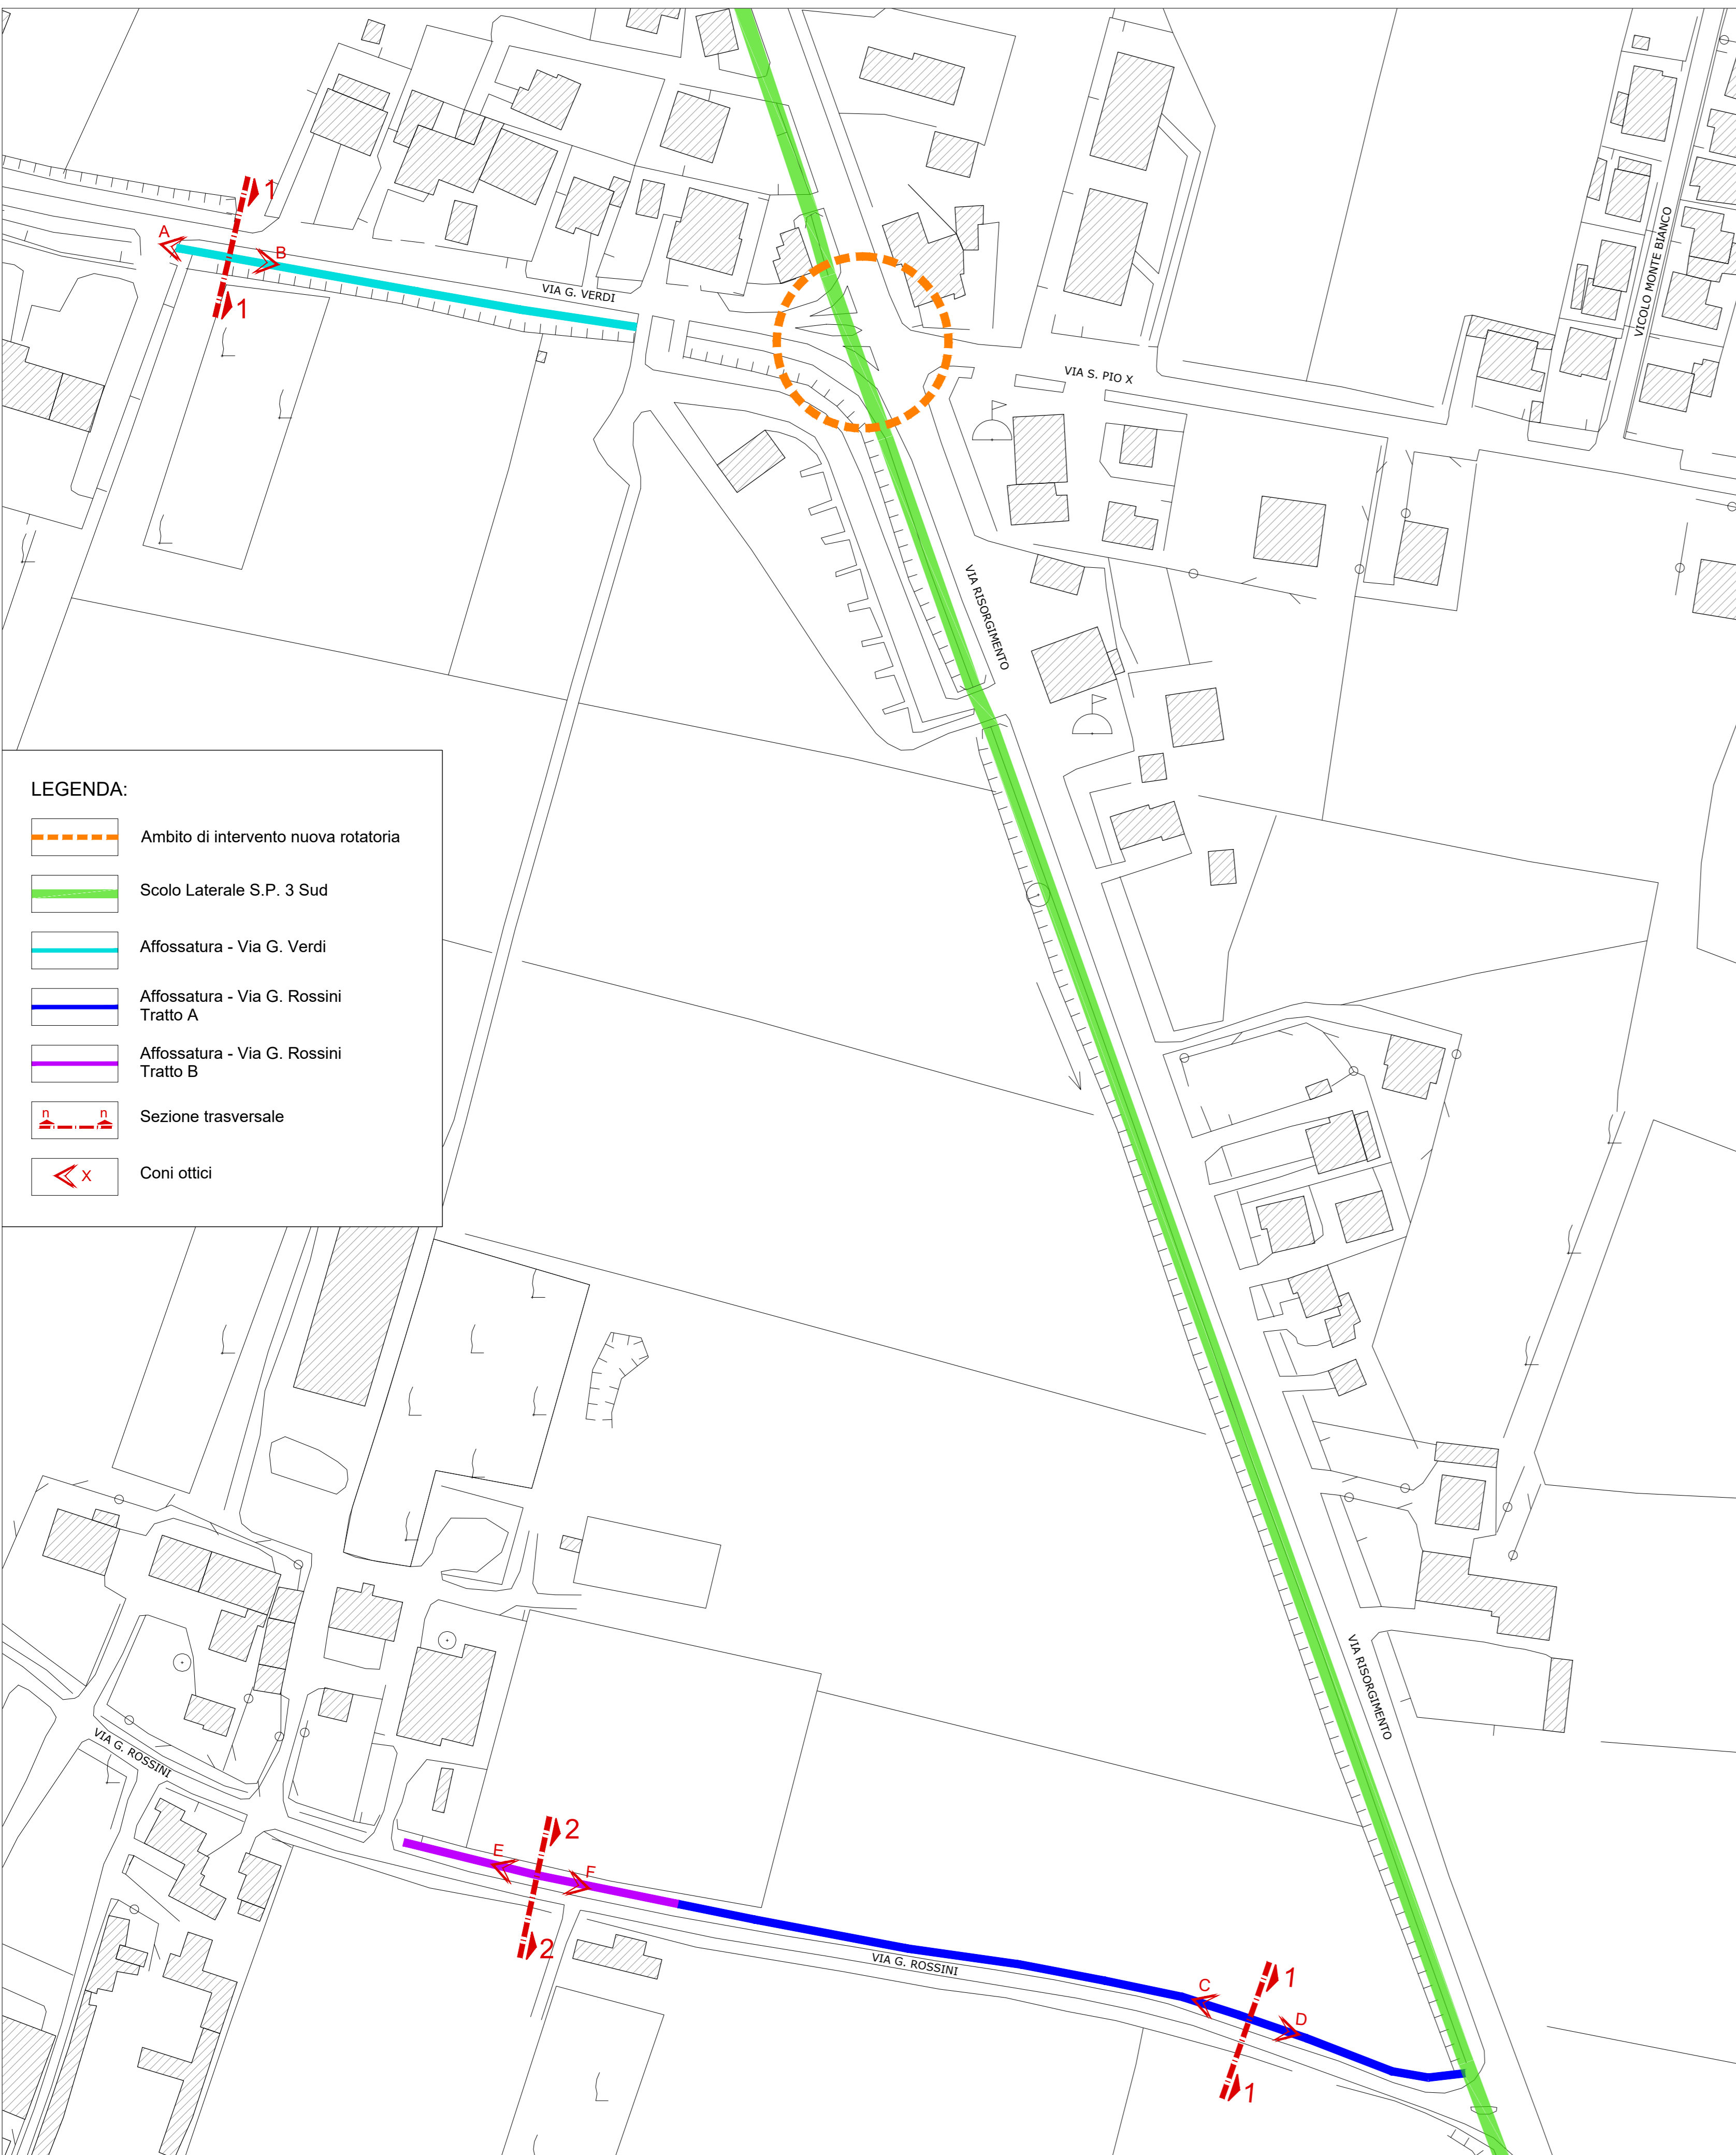 1
A
B
1
VIA G. VERDI
VICOLO MONTE BIANCO
VIA S. PIO X
VIA RISORGIMENTO
LEGENDA:
Ambito di intervento nuova rotatoria
Scolo Laterale S.P. 3 Sud
Affossatura - Via G. Verdi
Affossatura - Via G. Rossini
Tratto A
Affossatura - Via G. Rossini
Tratto B
n n
Sezione trasversale
X
Coni ottici
VIA RISORGIMENTO
VIA G. ROSSINI
2
E
F
2
VIA G. ROSSINI
1
C
D
1